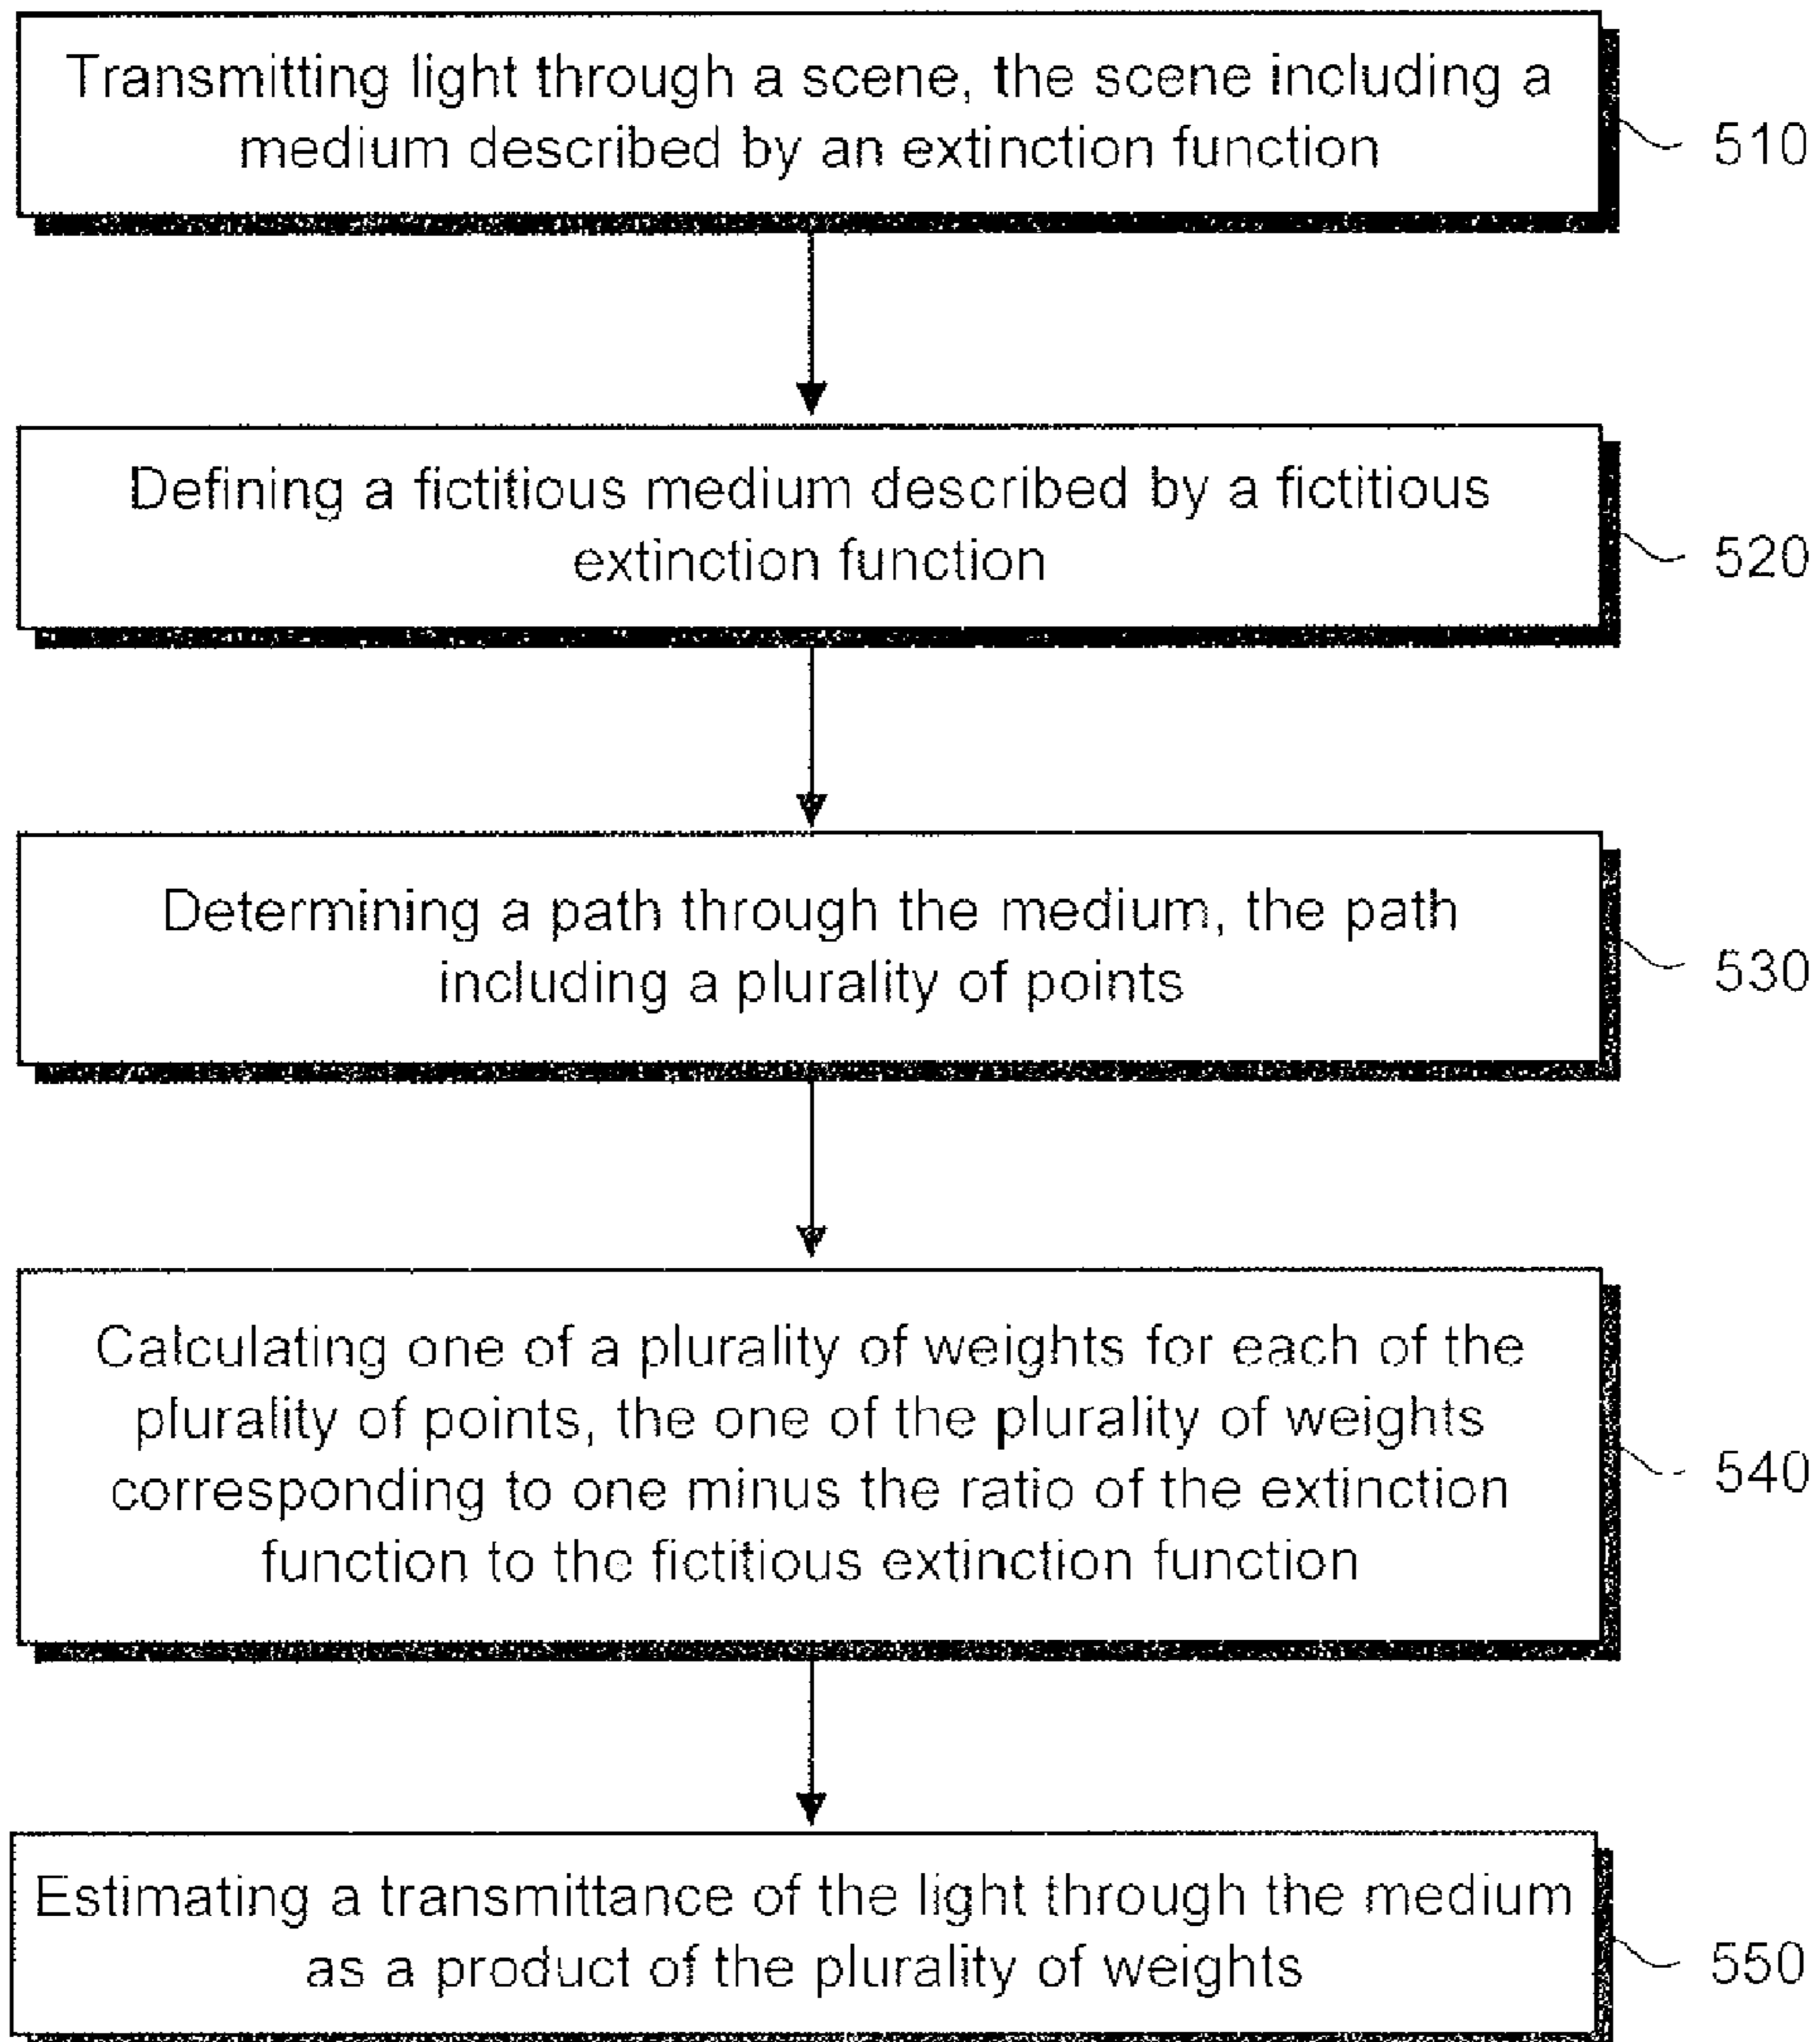 Transmitting light through a scene, the scene including a
medium described by an extinction function
510
Defining a fictitious medium described by a fictitious
extinction function
520
Determining a path through the medium, the path
including a plurality of points
530
Calculating one of a plurality of weights for each of the
plurality of points, the one of the plurality of weights
corresponding to one minus the ratio of the extinction
function to the fictitious extinction function
540
Estimating a transmittance of the light through the medium
as a product of the plurality of weights
550